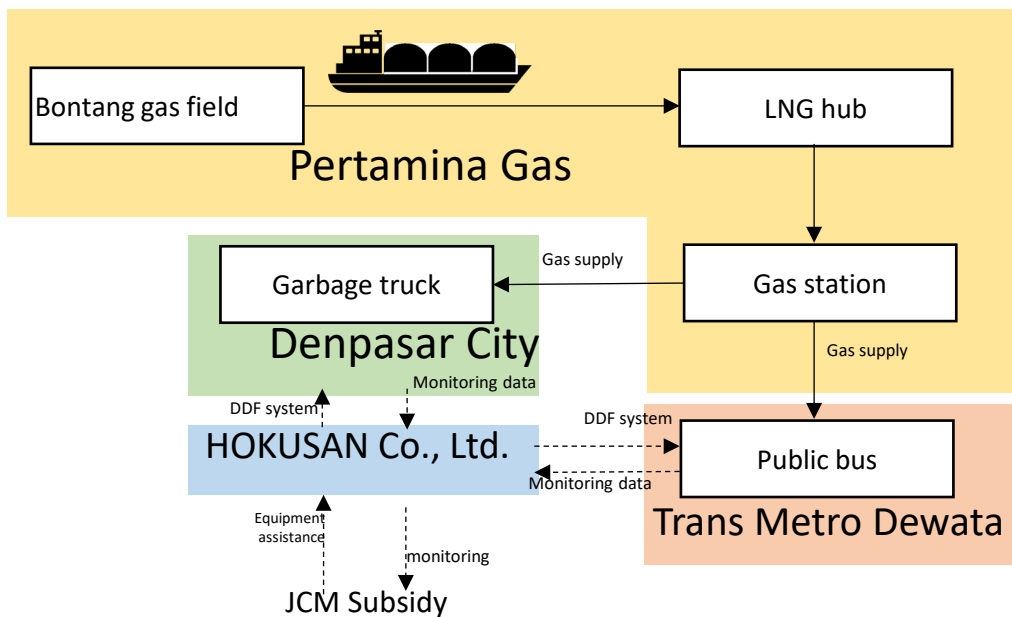 Bontang gas field
LNG hub
Pertamina Gas
Garbage truck
Gas supply
Gas station
Denpasar City
Gas supply
DDF system
Monitoring data
HOKUSAN Co., Ltd.
DDF system
Monitoring data
Public bus
Trans Metro Dewata
Equipment
assistance
monitoring
JCM Subsidy